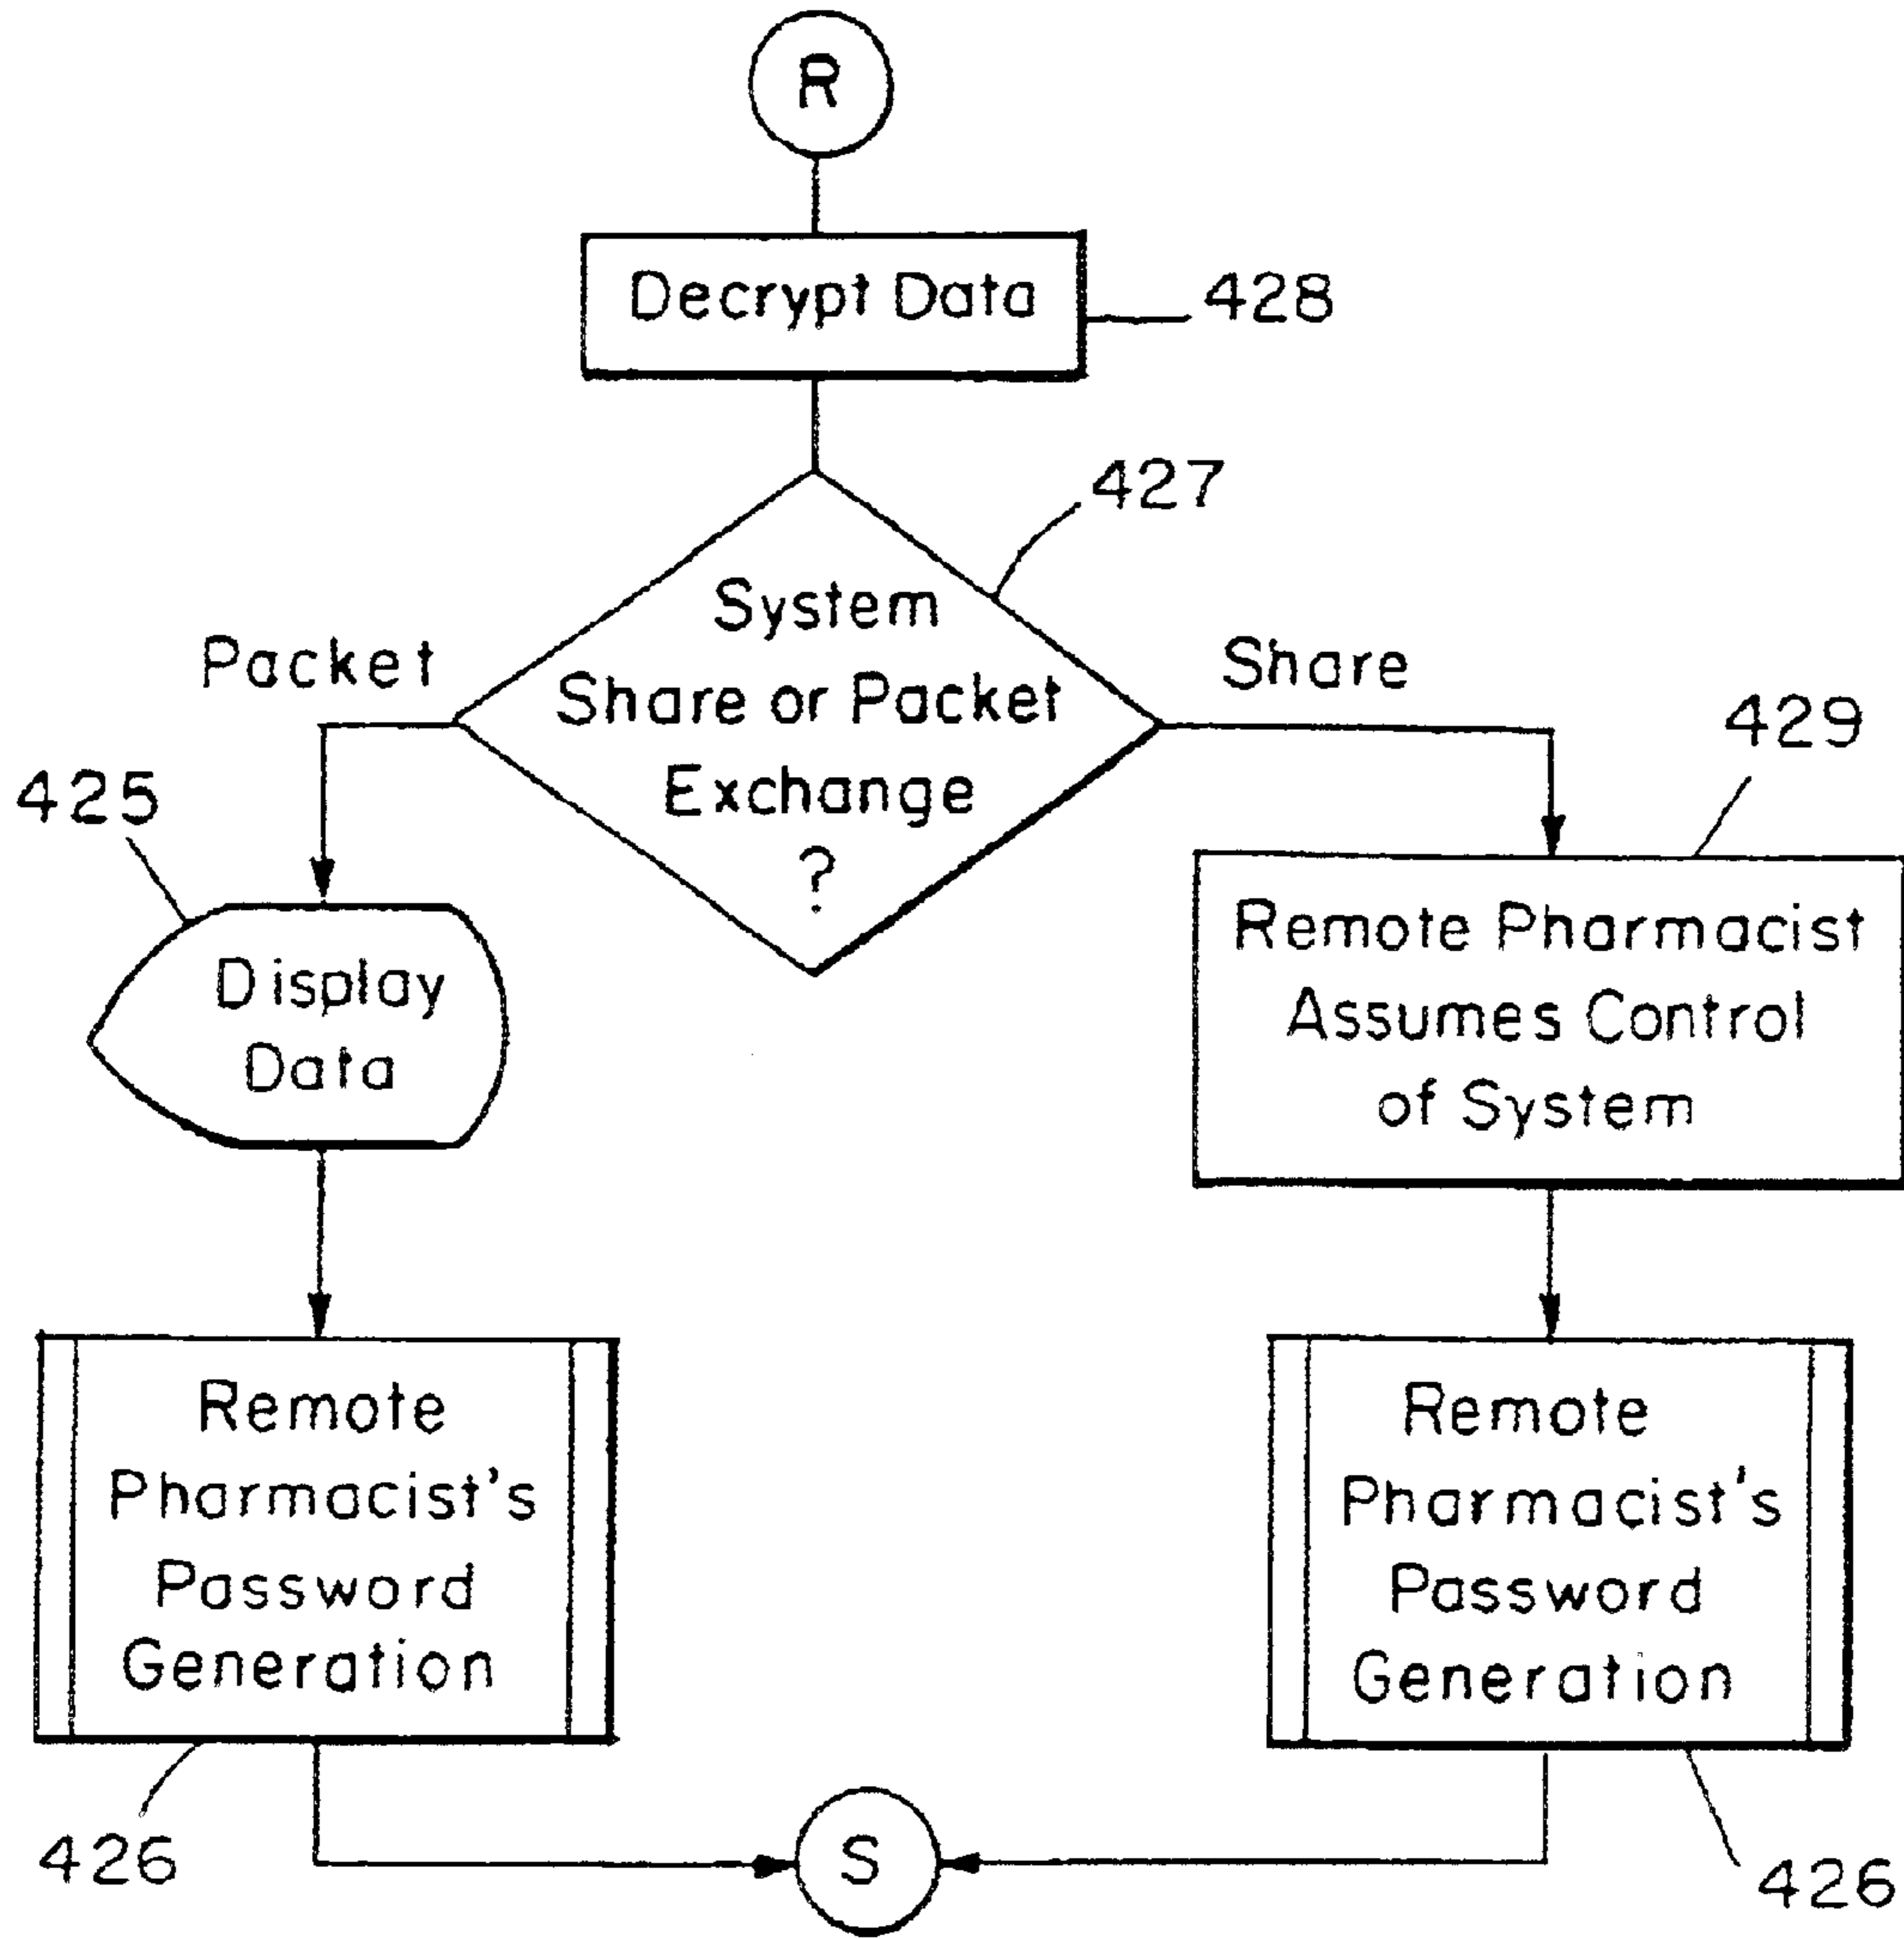 R
Decrypt Data
428
427
System
Share or Packet
Exchange
?
Packet
Share
429
425
Display
Data
Remote Pharmacist
Assumes Control
of System
Remote
Pharmacist's
Password
Generation
Remote
Pharmacist's
Password
Generation
426
S
426